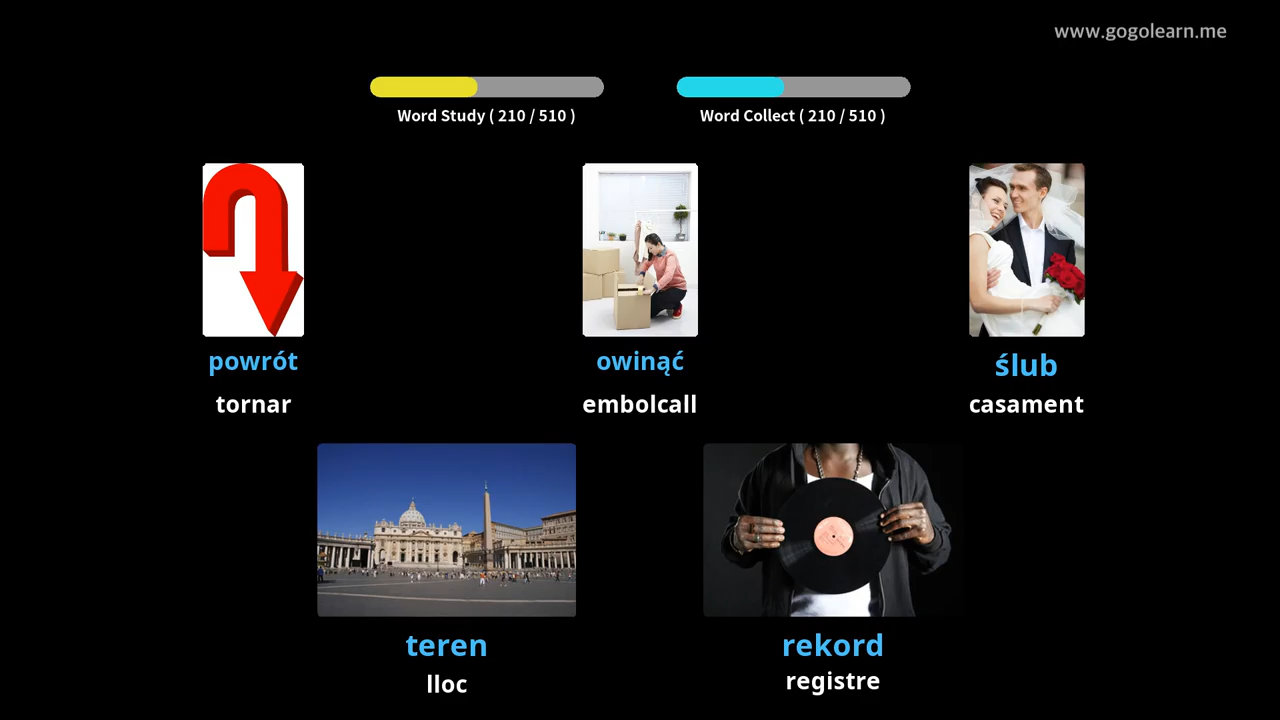 www.gogolearn.me
Word Study ( 210 / 510 )
Word Collect ( 210 / 510 )
powrót
owinąć
ślub
tornar
embolcall
casament
teren
rekord
lloc
registre